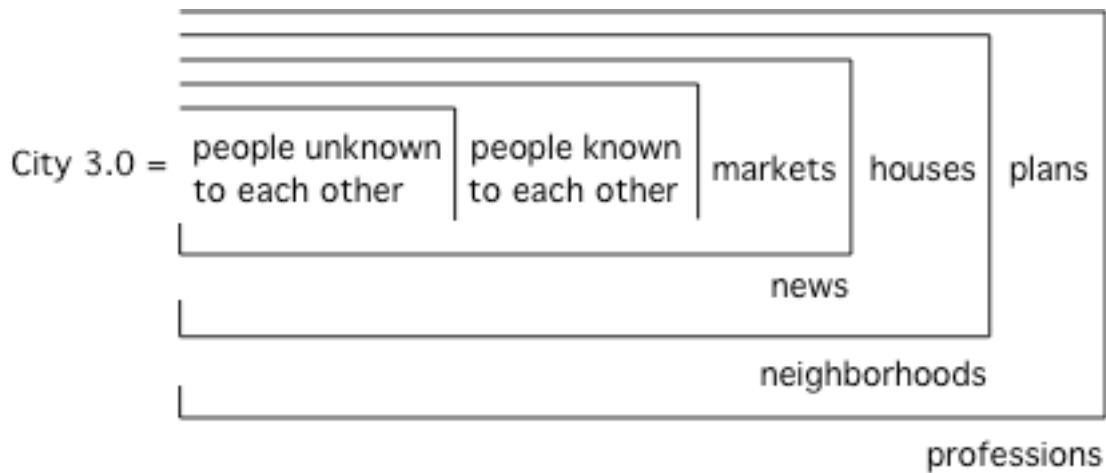 City 3.0 =
people unknown
to each other
people known
to each other
markets
houses
plans
news
neighborhoods
professions